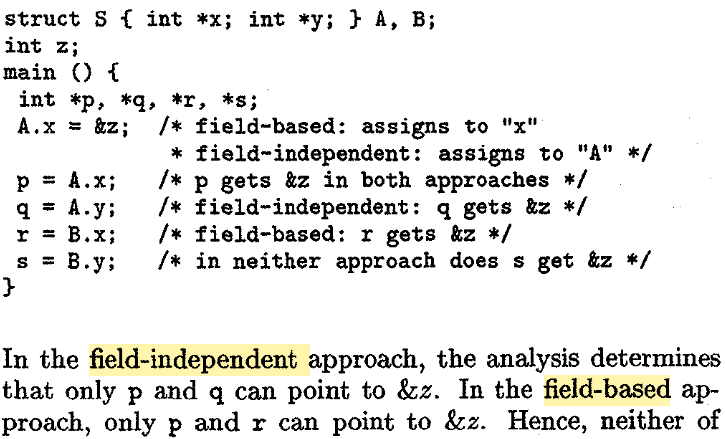 struct S { int *x; int *y; } A, B;
int z;
main () {
 int *p, *q, *r, *s;
 A.x = &z;   /* field-based: assigns to "x"
              * field-independent: assigns to "A" */
 p = A.x;    /* p gets &z in both approaches */
 q = A.y;    /* field-independent: q gets &z */
 r = B.x;    /* field-based: r gets &z */
 s = B.y;    /* in neither approach does s get &z */
}
In the field-independent approach, the analysis determines
that only p and q can point to &z. In the field-based ap-
proach, only p and r can point to &z. Hence, neither of